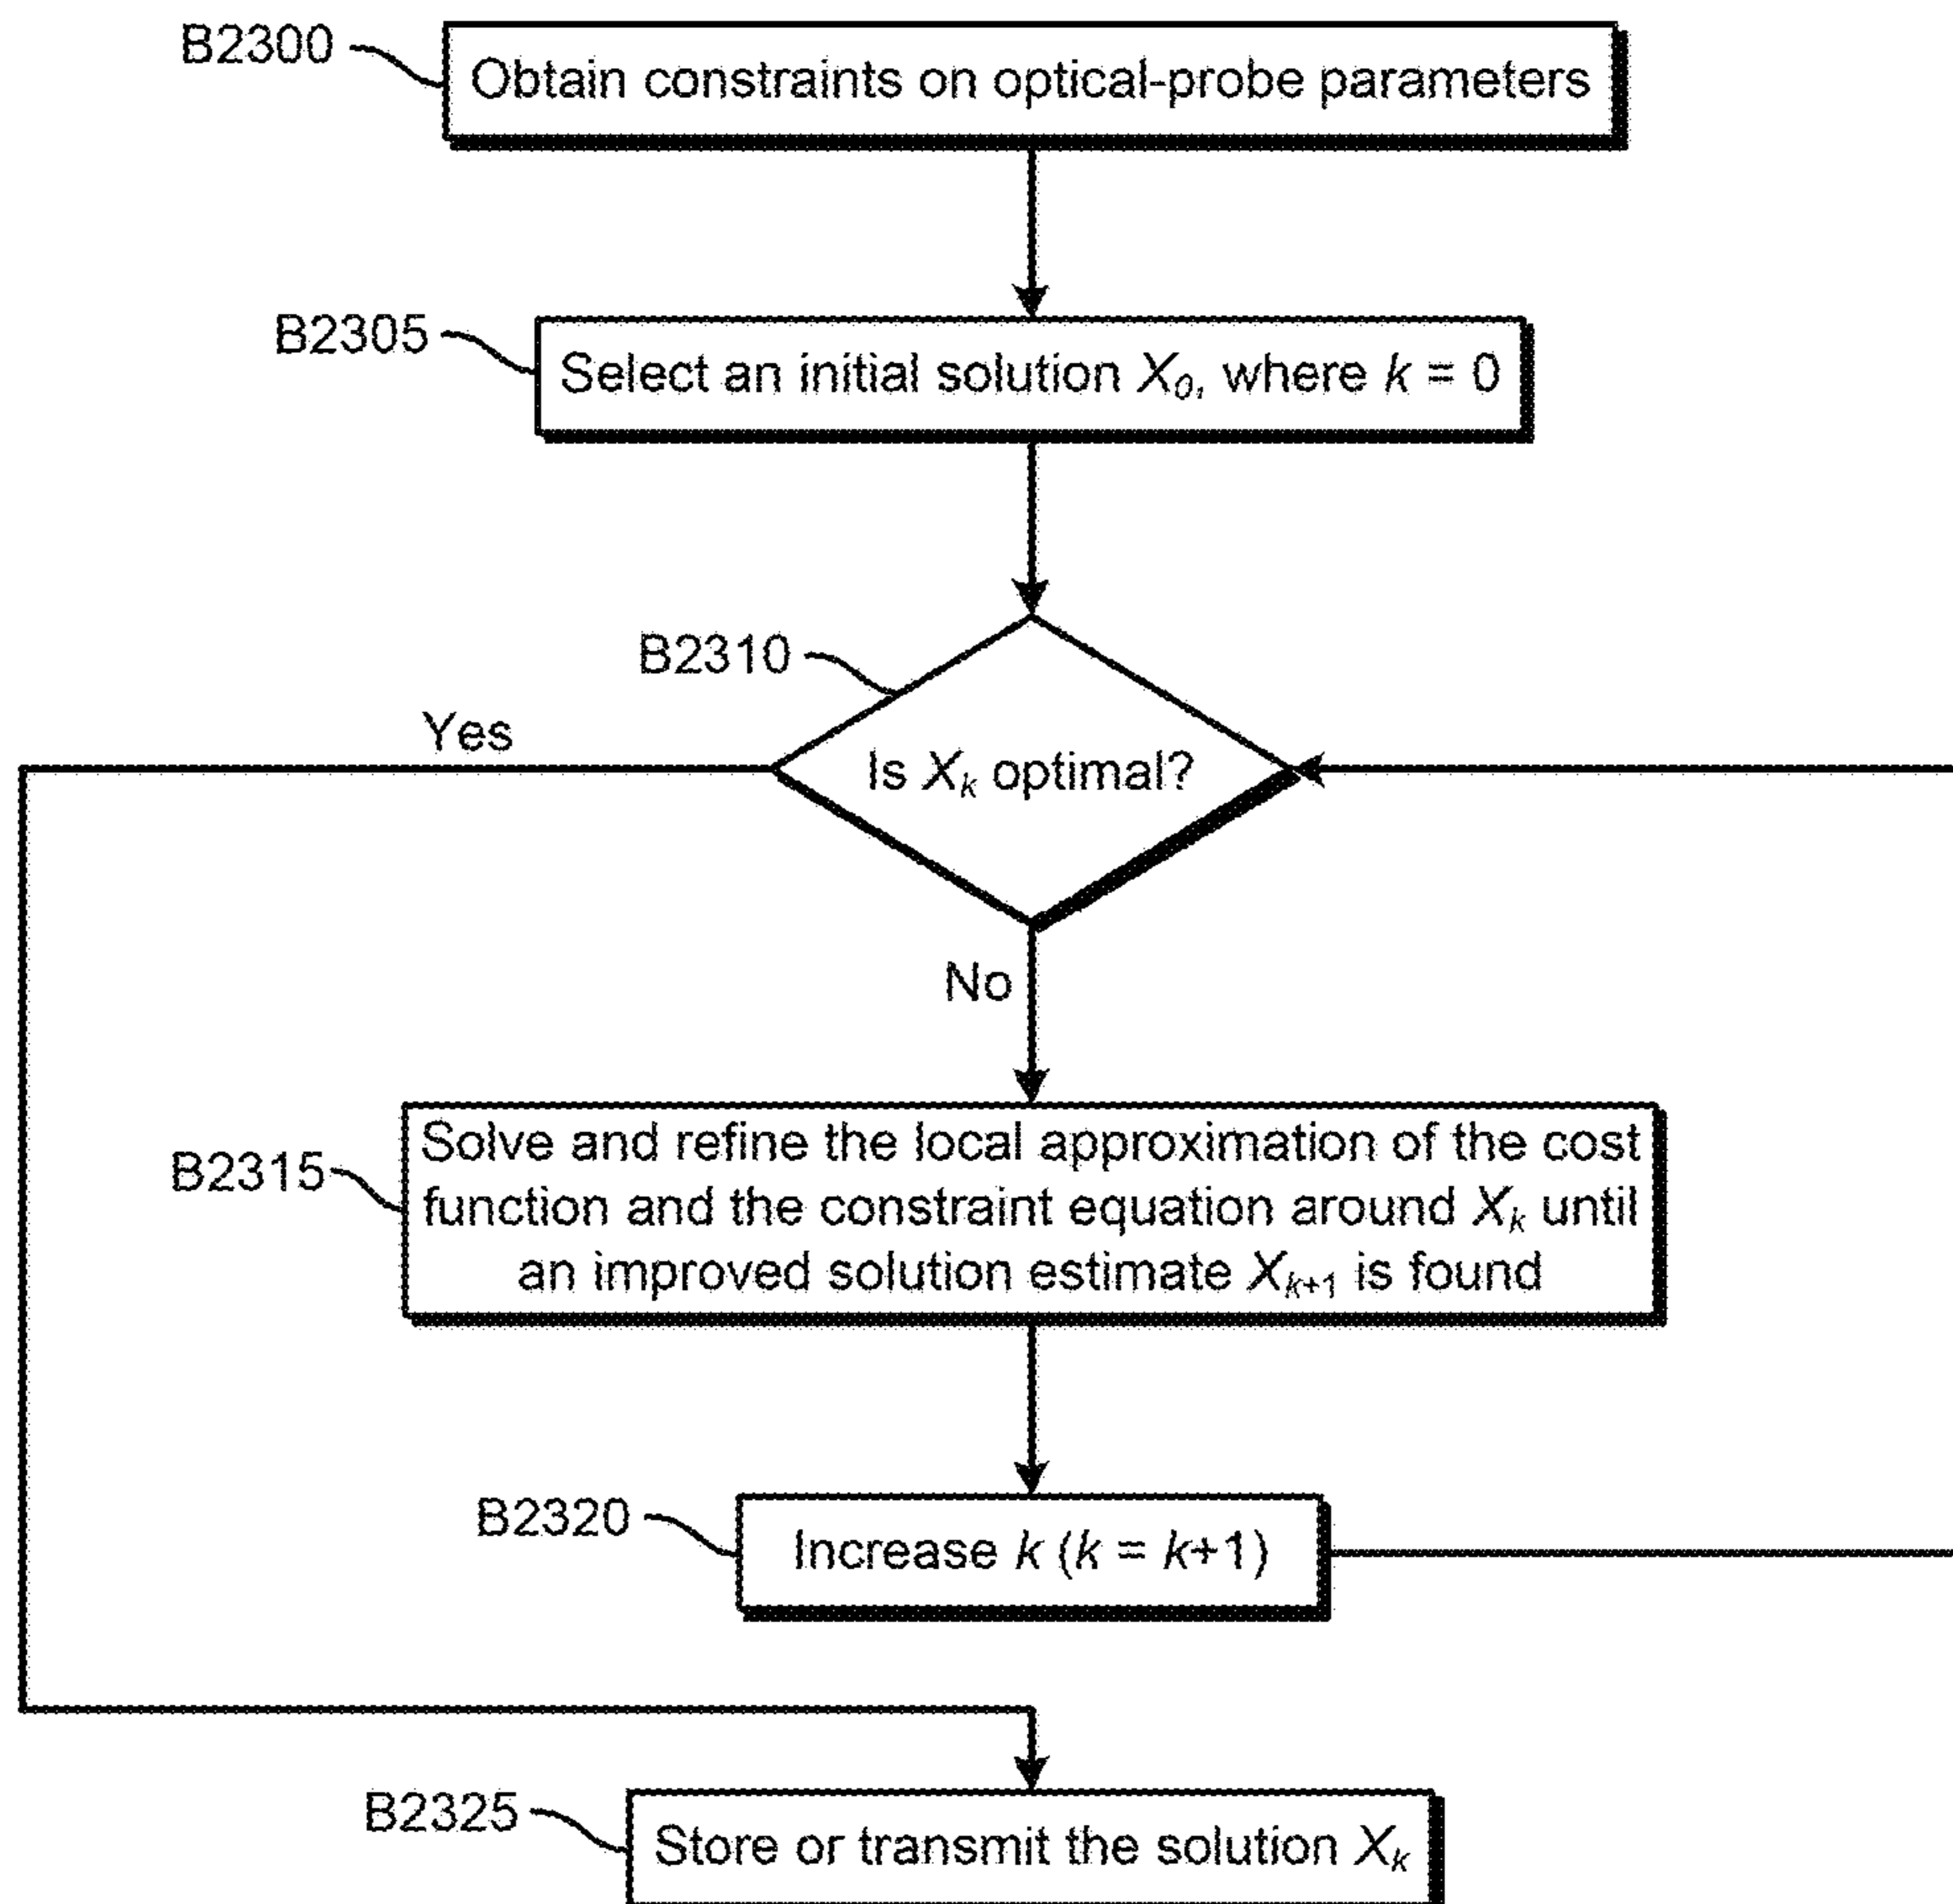 B2300
Obtain constraints on optical-probe parameters
B2305
Select an initial solution X₀, where k = 0
B2310
Is Xₖ optimal?
Yes
No
B2315
Solve and refine the local approximation of the cost
function and the constraint equation around Xₖ until
an improved solution estimate Xₖ₊₁ is found
B2320
Increase k (k = k+1)
B2325
Store or transmit the solution Xₖ